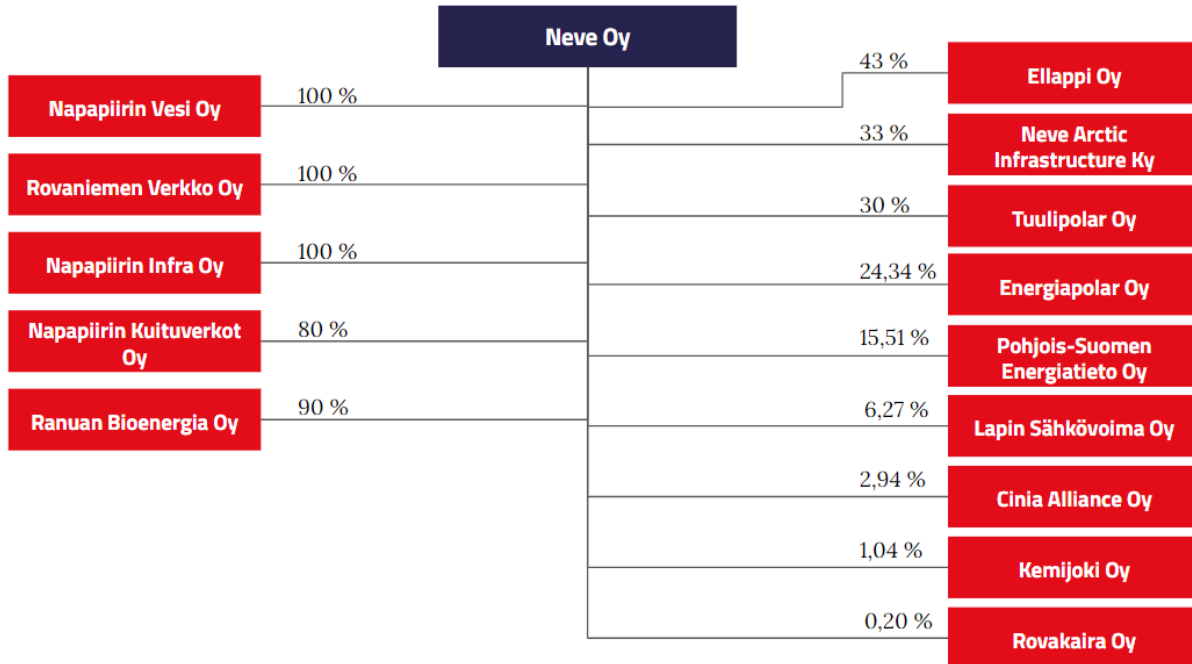 Neve Oy
Napapiirin Vesi Oy
100 %
Rovaniemen Verkko Oy
100 %
Napapiirin Infra Oy
100 %
Napapiirin Kuituverkot
Oy
80 %
Ranuan Bioenergia Oy
90 %
43 %
Ellappi Oy
33 %
Neve Arctic
Infrastructure Ky
30 %
Tuulipolar Oy
24,34 %
Energiapolar Oy
15,51 %
Pohjois-Suomen
Energiatieto Oy
6,27 %
Lapin Sähkövoima Oy
2,94 %
Cinia Alliance Oy
1,04 %
Kemijoki Oy
0,20 %
Rovakaira Oy